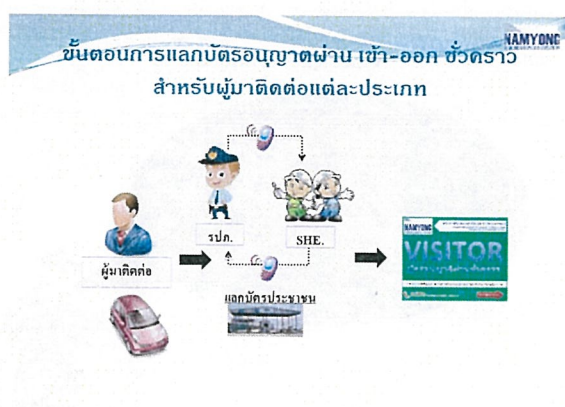 NAMYONG
ขั้นตอนการแลกบัตรอนุญาตผ่าน เข้า-ออก ชั่วคราว
สำหรับผู้มาติดต่อแต่ละประเภท
รปภ.
SHE.
ผู้มาติดต่อ
แลกบัตรประชาชน
NAMYONG
VISITOR